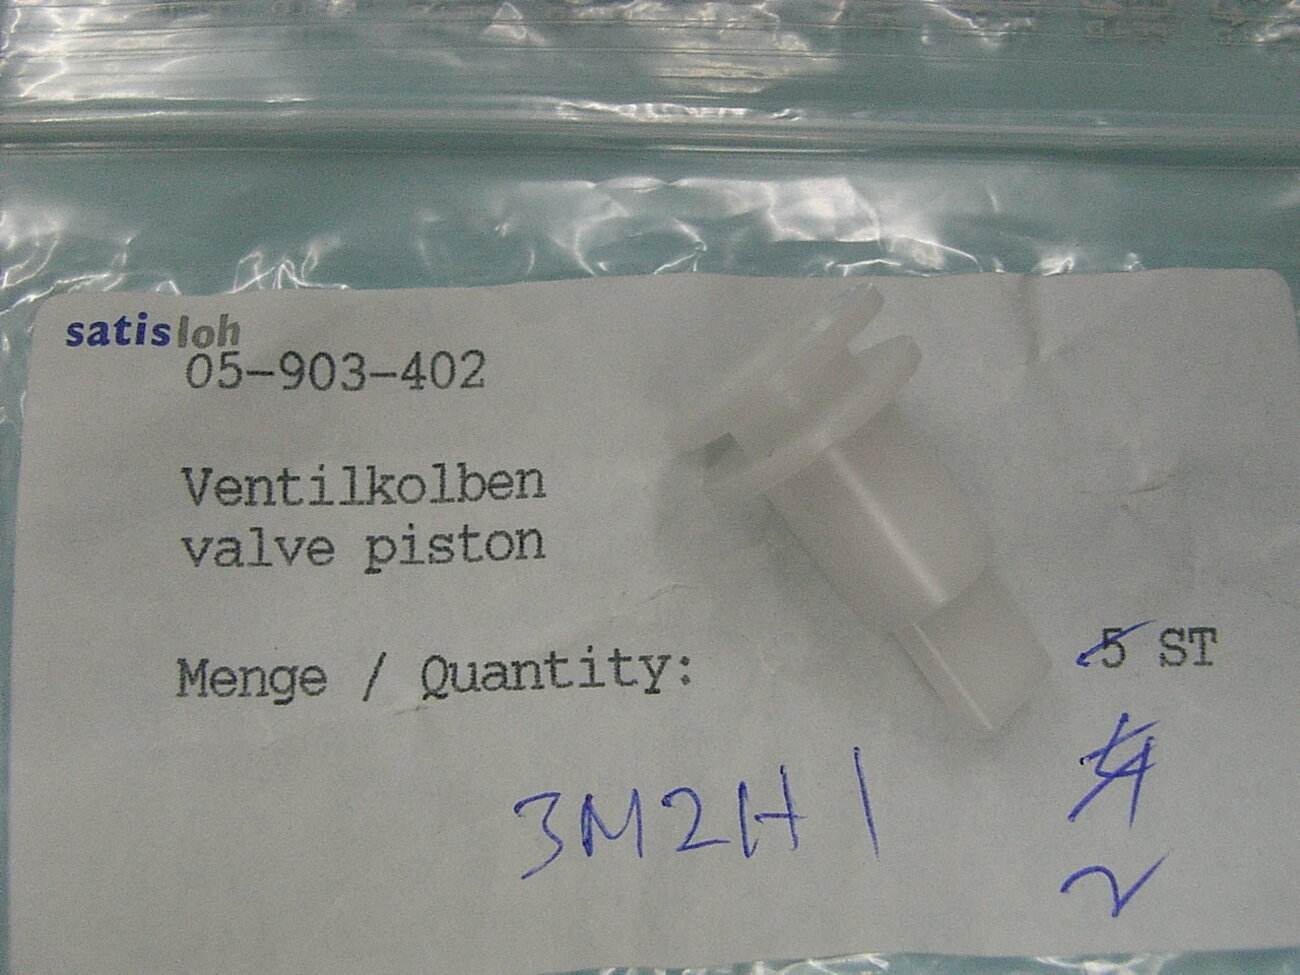 satisloh
05-903-402
Ventilkolben
valve piston
Menge / Quantity: 5 ST
4
3M2H1
2